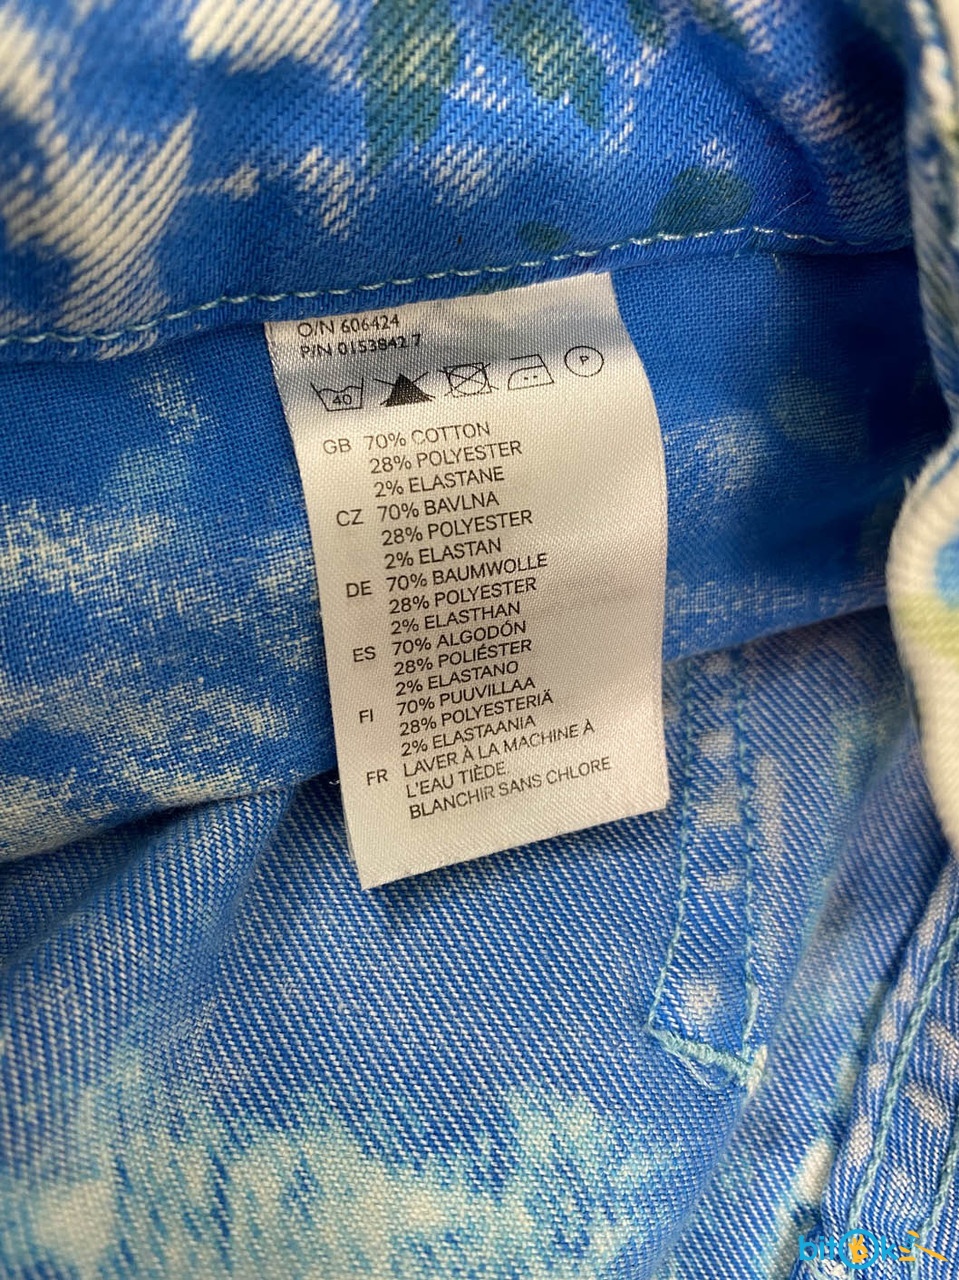 O/N 606424
P/N 0153842 7
40 P
GB 70% COTTON
28% POLYESTER
2% ELASTANE
CZ 70% BAVLNA
28% POLYESTER
2% ELASTAN
DE 70% BAUMWOLLE
28% POLYESTER
2% ELASTHAN
ES 70% ALGODÓN
28% POLIÉSTER
2% ELASTANO
FI 70% PUUVILLAA
28% POLYESTERIÄ
2% ELASTAANIA
FR LAVER À LA MACHINE À
L'EAU TIÈDE
BLANCHIR SANS CHLORE